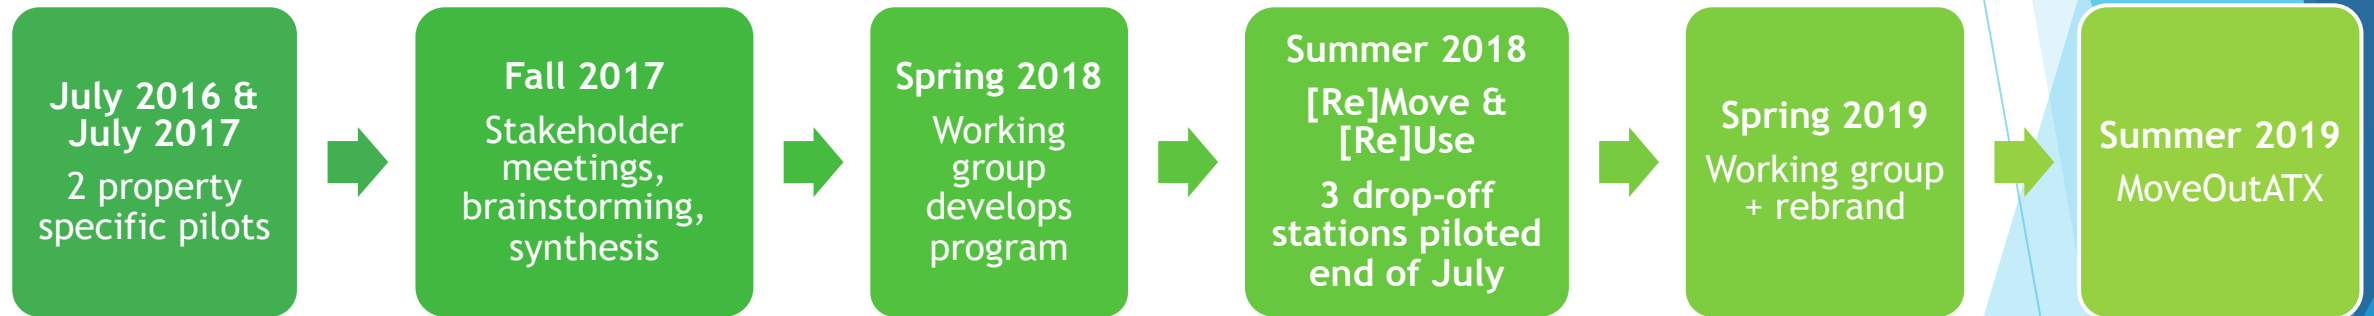 July 2016 &
July 2017
2 property
specific pilots
Fall 2017
Stakeholder
meetings,
brainstorming,
synthesis
Spring 2018
Working
group
develops
program
Summer 2018
[Re]Move &
[Re]Use
3 drop-off
stations piloted
end of July
Spring 2019
Working group
+ rebrand
Summer 2019
MoveOutATX